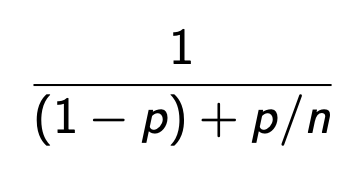 1
(1 − p) + p/n